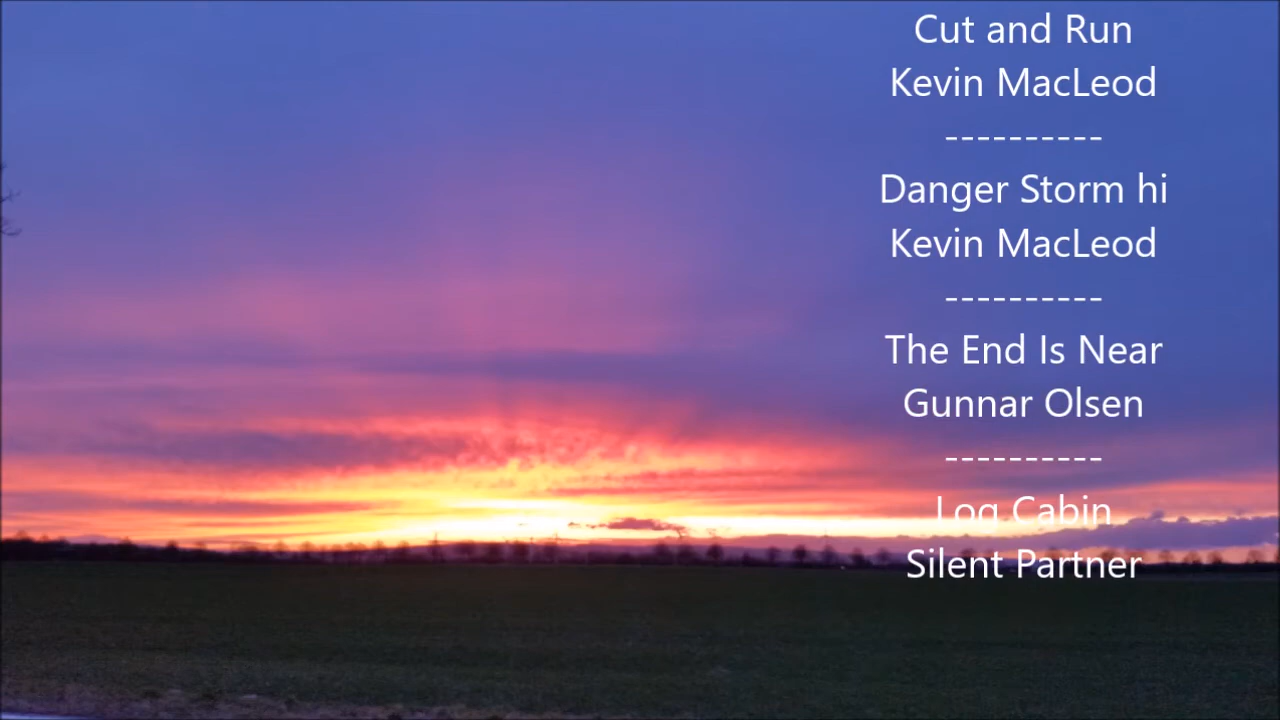 Cut and Run
Kevin MacLeod
----------
Danger Storm hi
Kevin MacLeod
----------
The End Is Near
Gunnar Olsen
----------
Log Cabin
Silent Partner